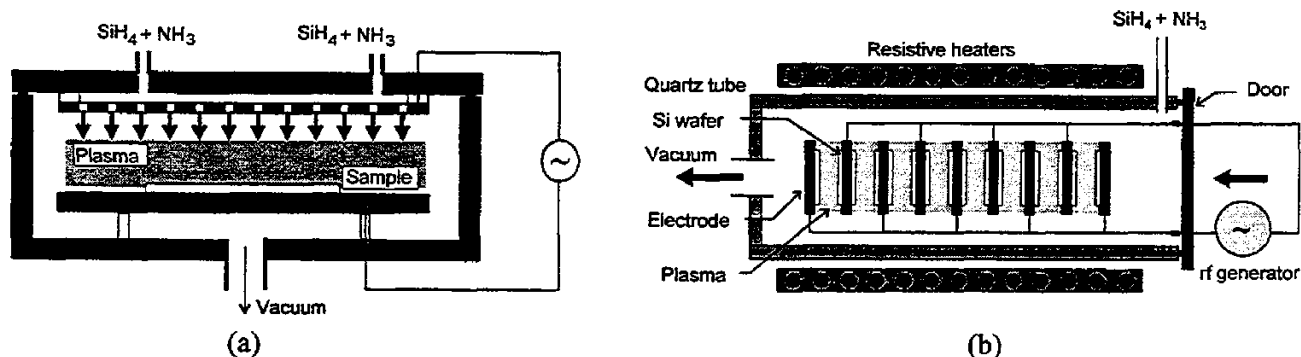 SiH4 + NH3
SiH4 + NH3
Plasma
Sample
~
Vacuum
(a)
SiH4 + NH3
Resistive heaters
Quartz tube
Door
Si wafer
Vacuum
Electrode
Plasma
~
rf generator
(b)